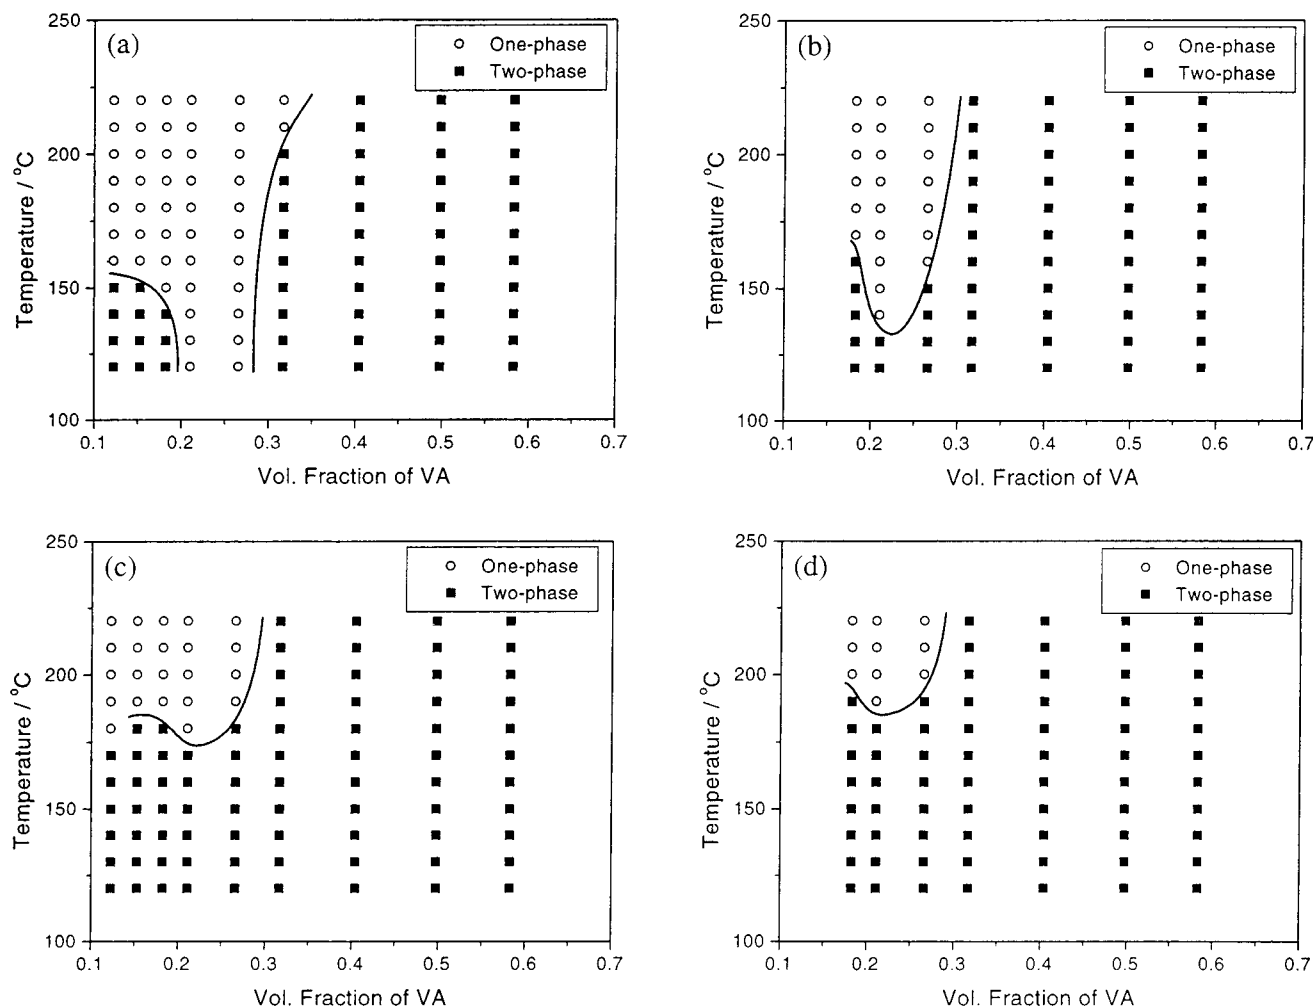 (a)
One-phase
Two-phase
250
200
150
100
0.1 0.2 0.3 0.4 0.5 0.6 0.7
Temperature / °C
Vol. Fraction of VA
(b)
One-phase
Two-phase
250
200
150
100
0.1 0.2 0.3 0.4 0.5 0.6 0.7
Temperature / °C
Vol. Fraction of VA
(c)
One-phase
Two-phase
250
200
150
100
0.1 0.2 0.3 0.4 0.5 0.6 0.7
Temperature / °C
Vol. Fraction of VA
(d)
One-phase
Two-phase
250
200
150
100
0.1 0.2 0.3 0.4 0.5 0.6 0.7
Temperature / °C
Vol. Fraction of VA